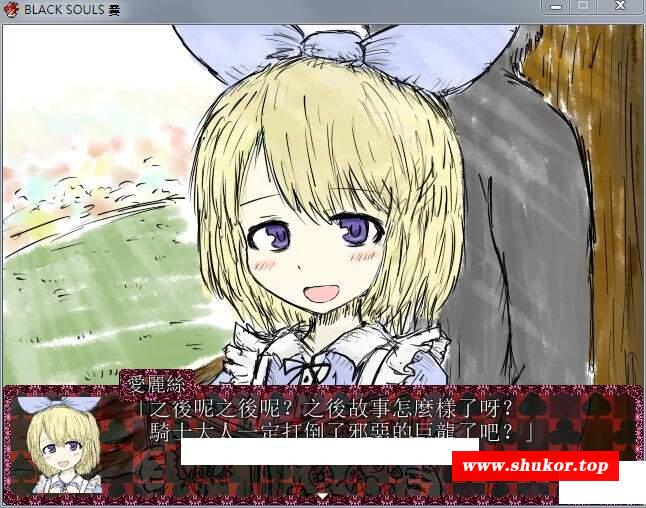 BLACK SOULS
愛麗絲
「之後呢之後呢？之後故事怎麼樣了呀？
騎士大人一定打倒了邪惡的巨龍了吧？」
www.shukor.top